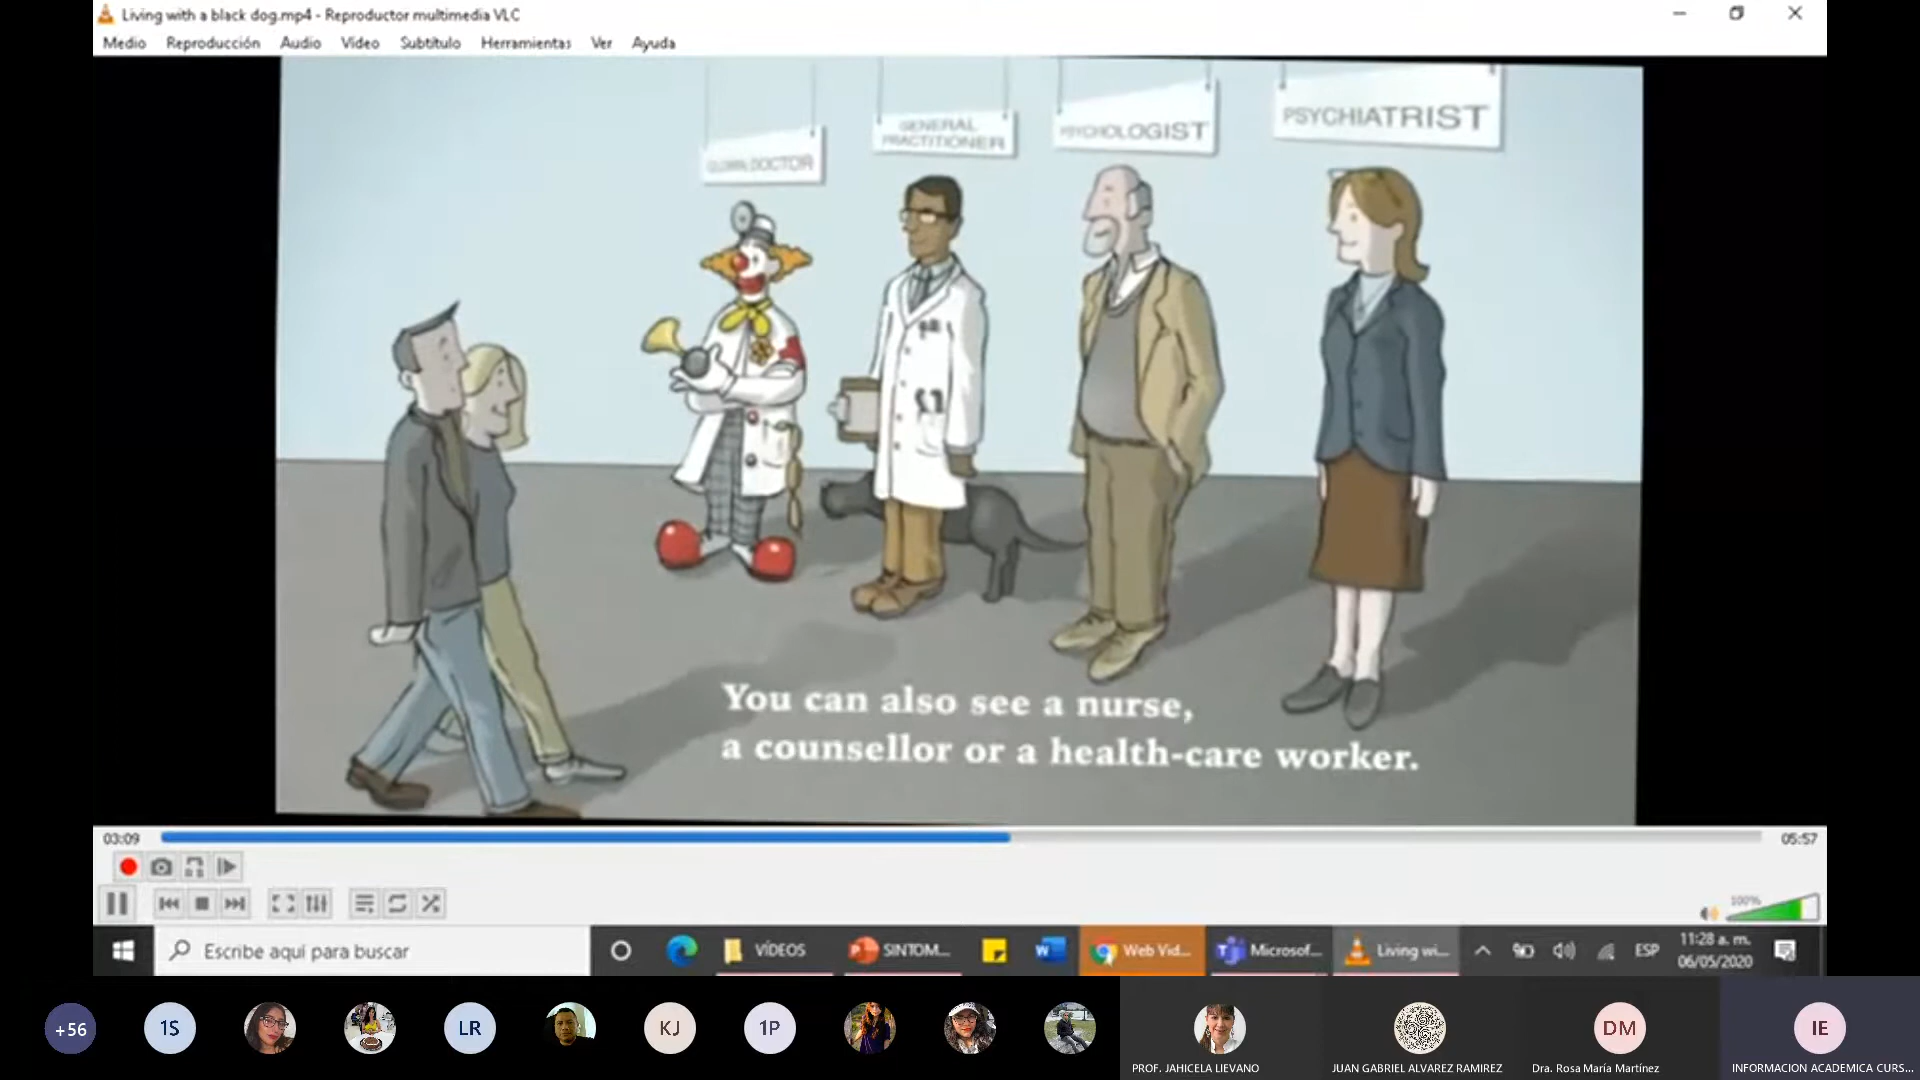 Living with a black dog.mp4 - Reproductor multimedia VLC
Medio Reproducción Audio Vídeo Subtítulo Herramientas Ver Ayuda
PSYCHIATRIST
GENERAL
PRACTITIONER
PSYCHOLOGIST
DOCTOR
You can also see a nurse,
a counsellor or a health-care worker.
03:09
05:57
100%
Escribe aquí para buscar
VÍDEOS
SINTOM...
Web Vid...
Microsof...
Living wi...
ESP
11:28 a. m.
06/05/2020
+56
1S
LR
KJ
1P
DM
IE
PROF. JAHICELA LIEVANO
JUAN GABRIEL ALVAREZ RAMIREZ
Dra. Rosa María Martínez
INFORMACION ACADEMICA CURS...